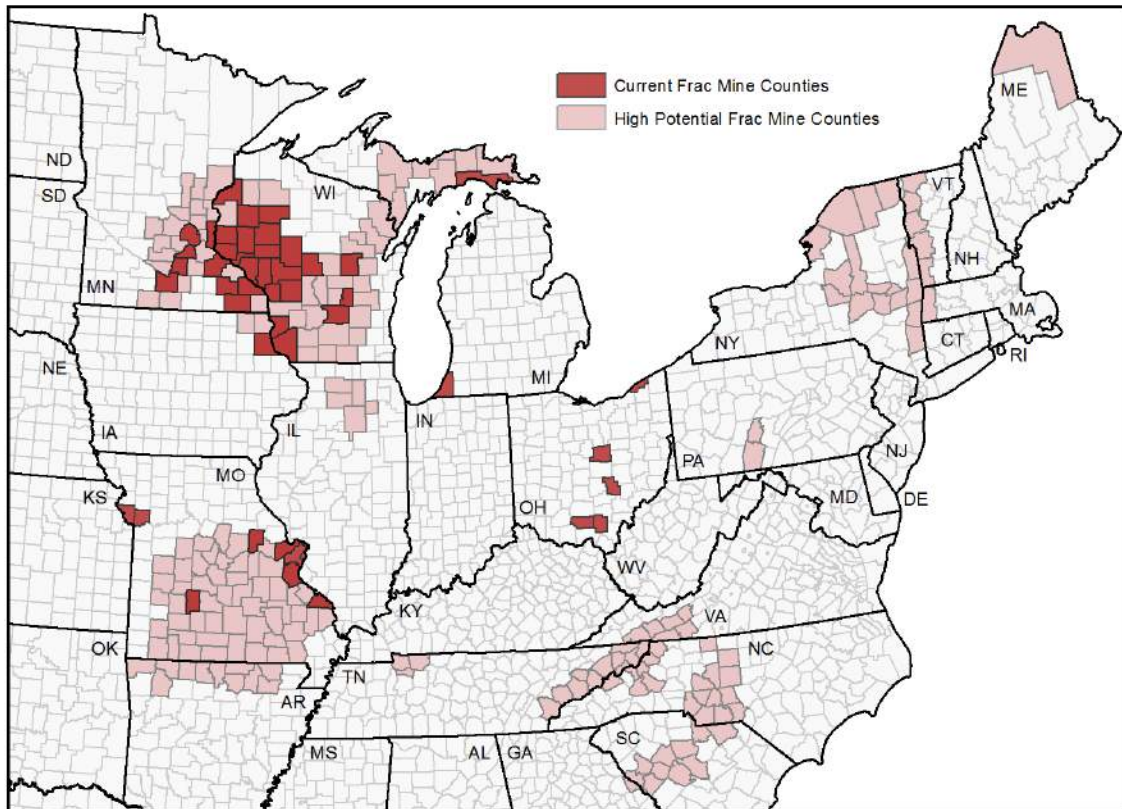 Current Frac Mine Counties
High Potential Frac Mine Counties
ME
ND
WI
VT
SD
NH
MN
MA
NY
CT
RI
NE
MI
IA
IL
IN
PA
NJ
MO
KS
OH
MD
DE
WV
KY
VA
OK
NC
TN
AR
SC
MS
AL
GA